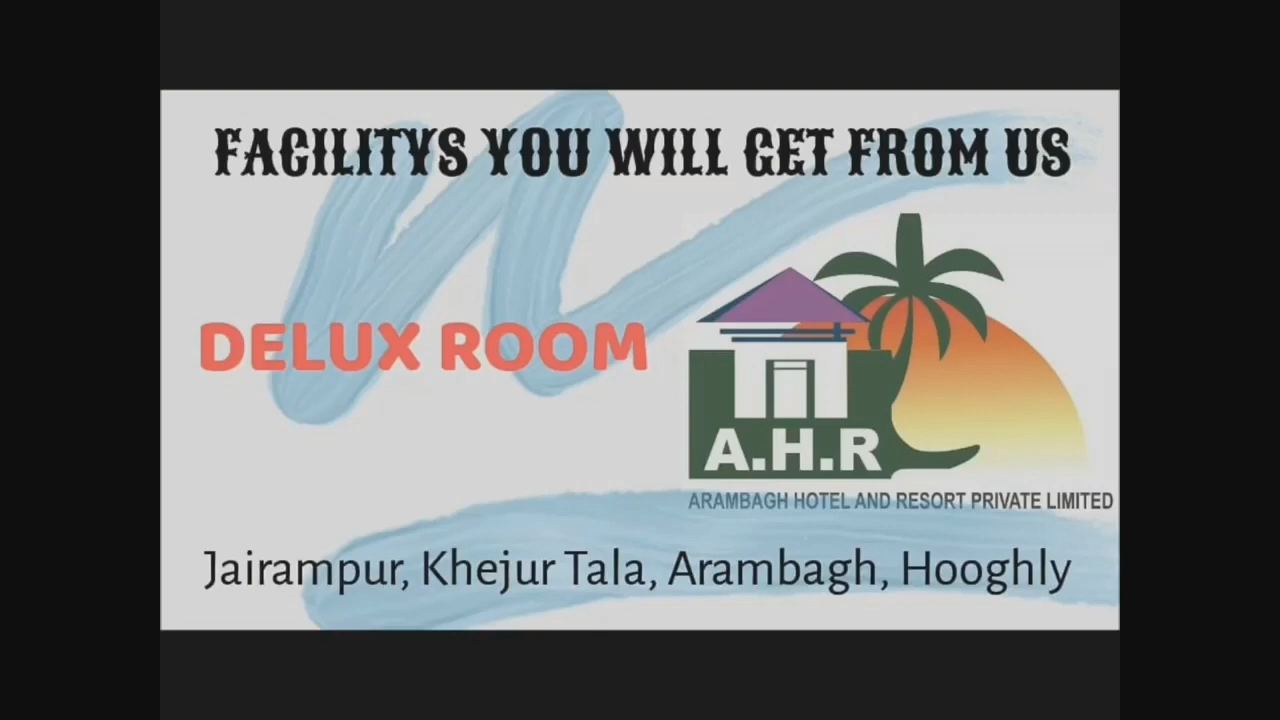 FACILITYS YOU WILL GET FROM US
DELUX ROOM
A.H.R
ARAMBAGH HOTEL AND RESORT PRIVATE LIMITED
Jairampur, Khejur Tala, Arambagh, Hooghly